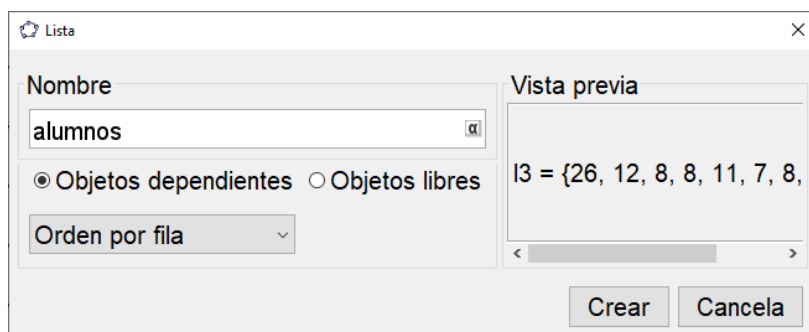 Lista
Nombre
alumnos
α
Objetos dependientes
Objetos libres
Orden por fila
Vista previa
l3 = {26, 12, 8, 8, 11, 7, 8,
Crear
Cancela